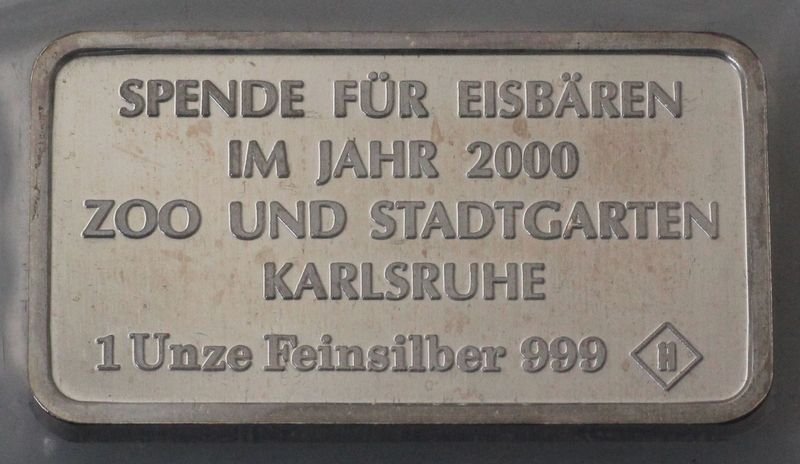 SPENDE FÜR EISBÄREN
IM JAHR 2000
ZOO UND STADTGARTEN
KARLSRUHE
1 Unze Feinsilber 999 H